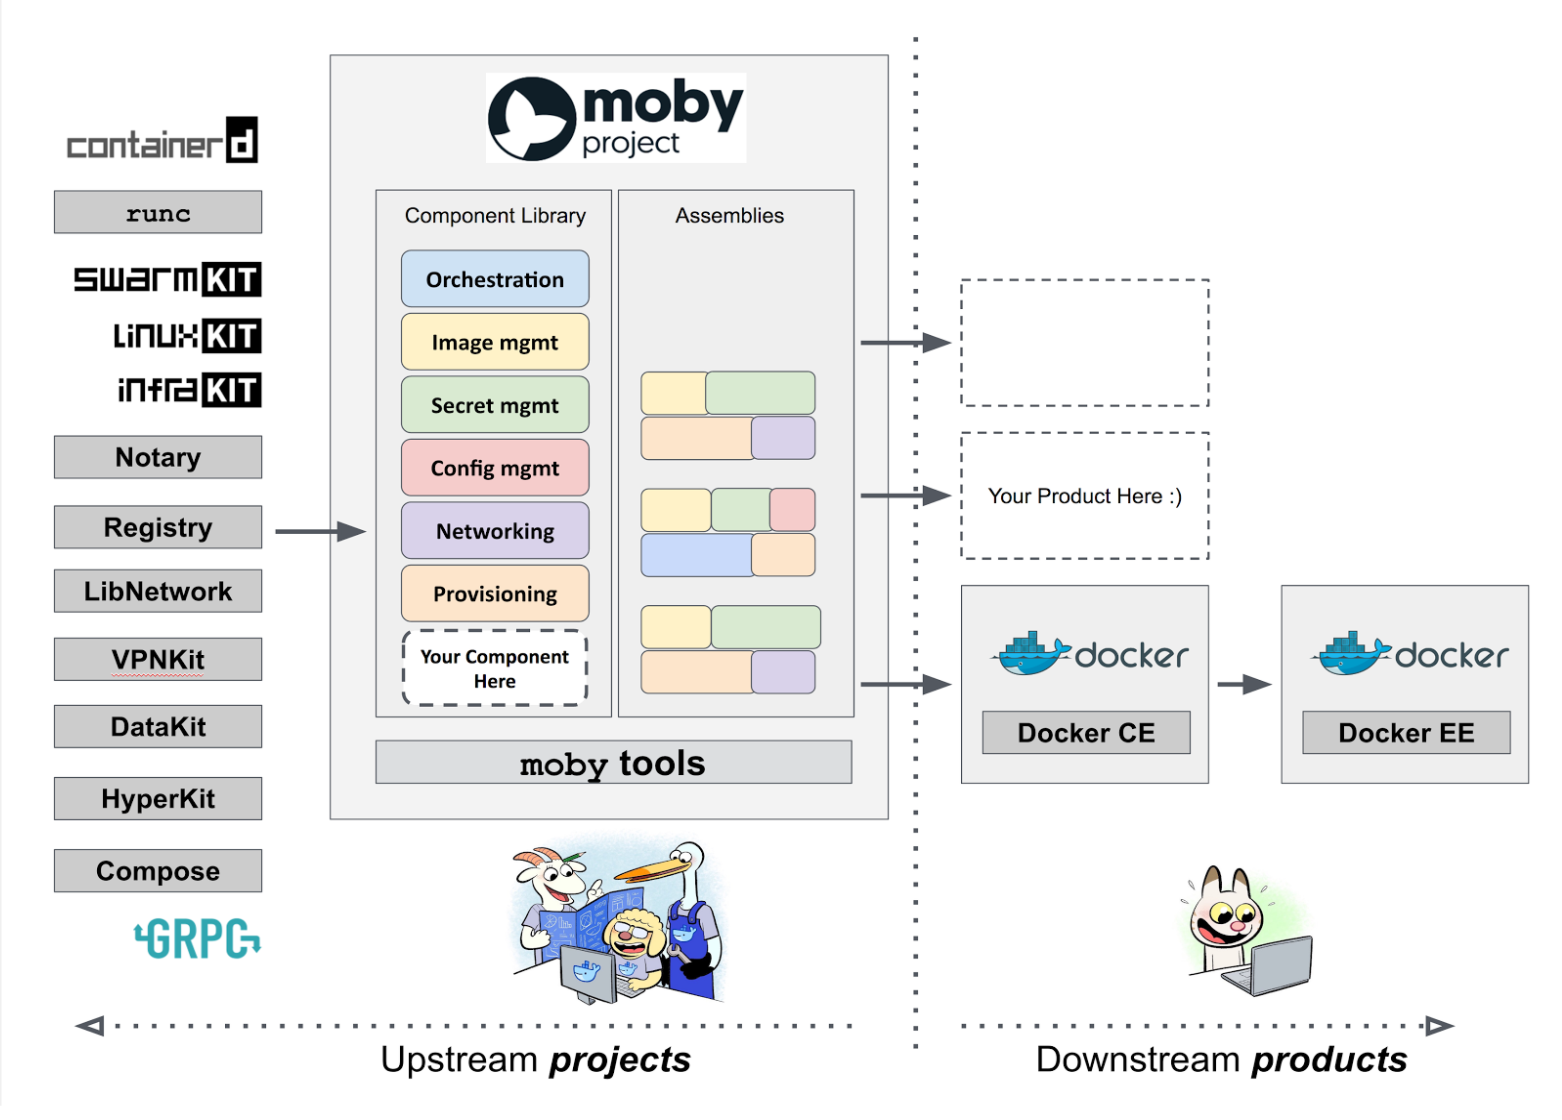 containerd
runc
swarmKIT
LinuxKIT
infraKIT
Notary
Registry
LibNetwork
VPNKit
DataKit
HyperKit
Compose
GRPC
moby
project
Component Library
Orchestration
Image mgmt
Secret mgmt
Config mgmt
Networking
Provisioning
Your Component
Here
Assemblies
moby tools
Your Product Here :)
docker
Docker CE
docker
Docker EE
Upstream projects
Downstream products